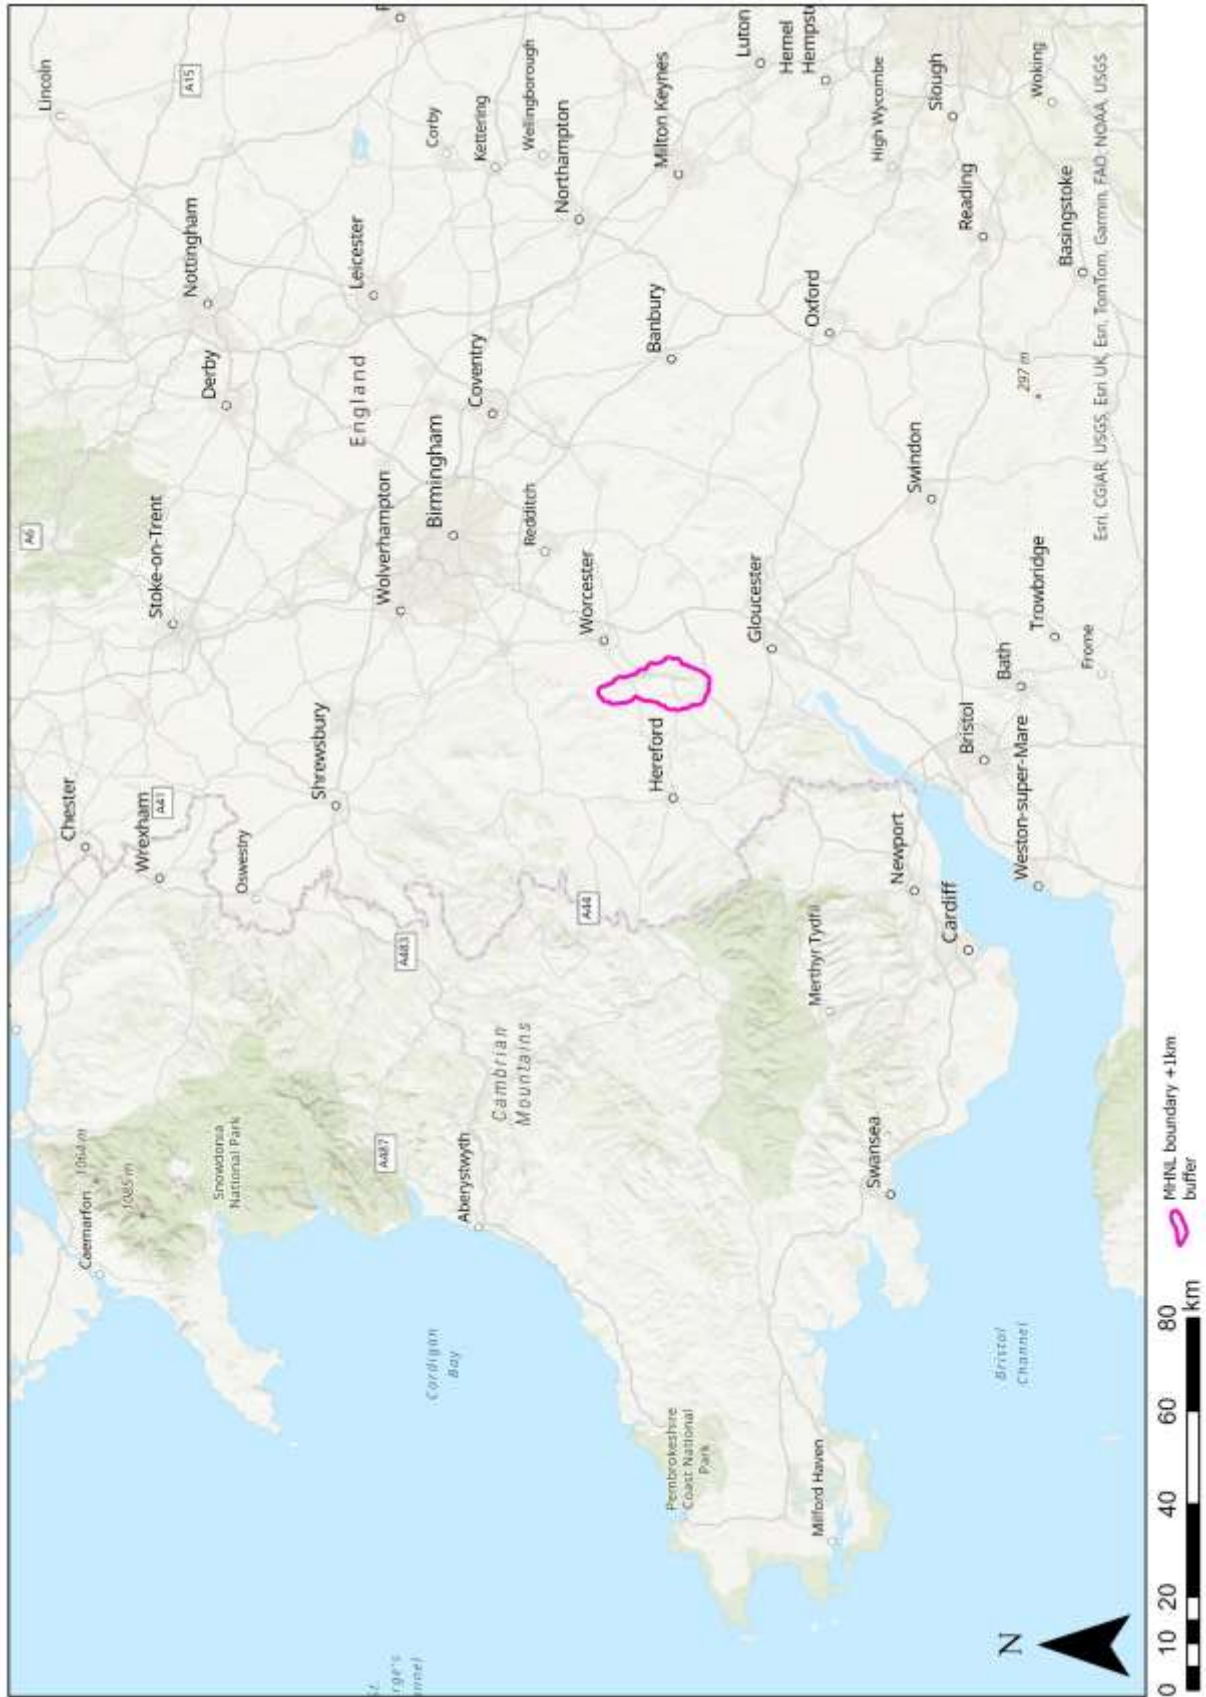 Lincoln
A15
P
Corby
Kettering
Wellingborough
Northampton
Milton Keynes
Luton
Hemel
Hempst
High Wycombe
Slough
Woking
Nottingham
Derby
Leicester
England
Coventry
Banbury
Oxford
Reading
Basingstoke
297 m
A6
Stoke-on-Trent
Wolverhampton
Birmingham
Redditch
Worcester
Gloucester
Swindon
Trowbridge
Bath
Frome
Chester
Wrexham
A41
Oswestry
Shrewsbury
Hereford
Bristol
Weston-super-Mare
Newport
Cardiff
A44
A483
Merthyr Tydfil
Cambrian
Mountains
Caernarfon
1064 m
1085 m
Snowdonia
National Park
A487
Aberystwyth
Swansea
Cardigan
Bay
Bristol
Channel
Pembrokeshire
Coast National
Park
Milford Haven
St.
rge's
annel
N
Esri, CGIAR, USGS, Esri UK, Esri, TomTom, Garmin, FAO, NOAA, USGS
0 10 20 40 60 80
km
MHNL boundary +1km
buffer